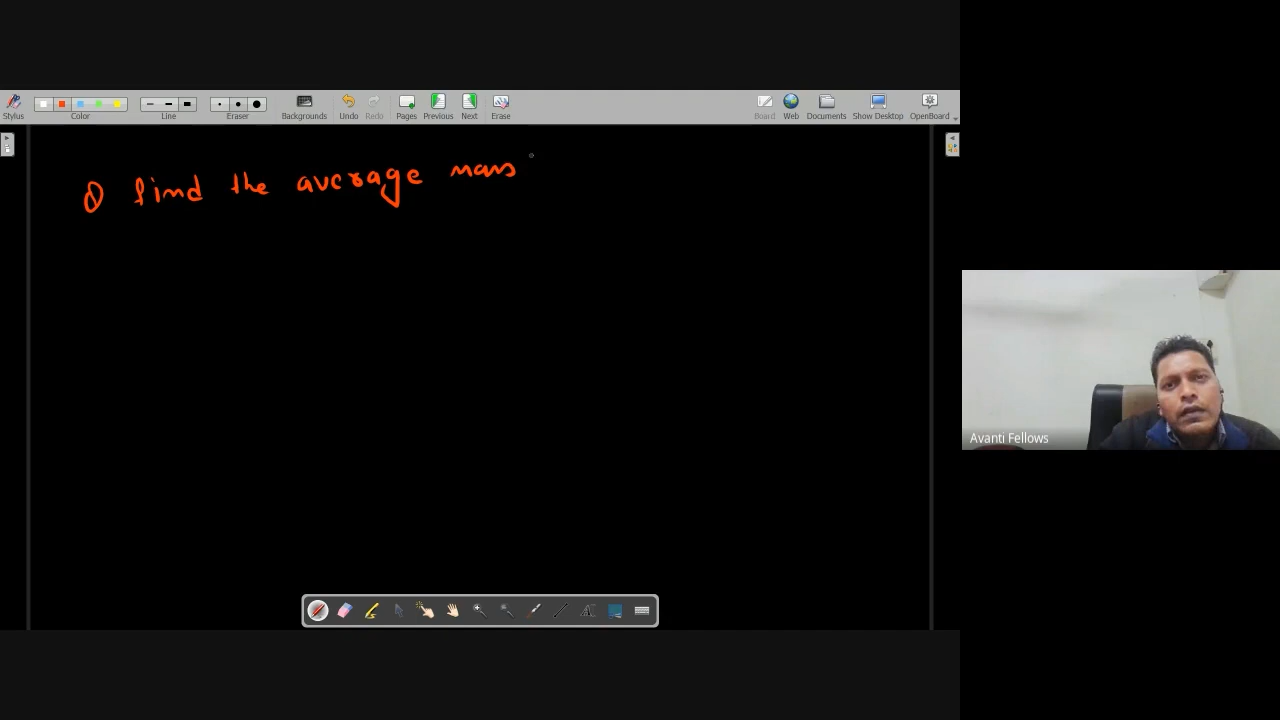 Stylus
Color
Line
Eraser
Backgrounds
Undo
Redo
Pages
Previous
Next
Erase
Board
Web
Documents
Show Desktop
OpenBoard
Q find the average mass
Avanti Fellows